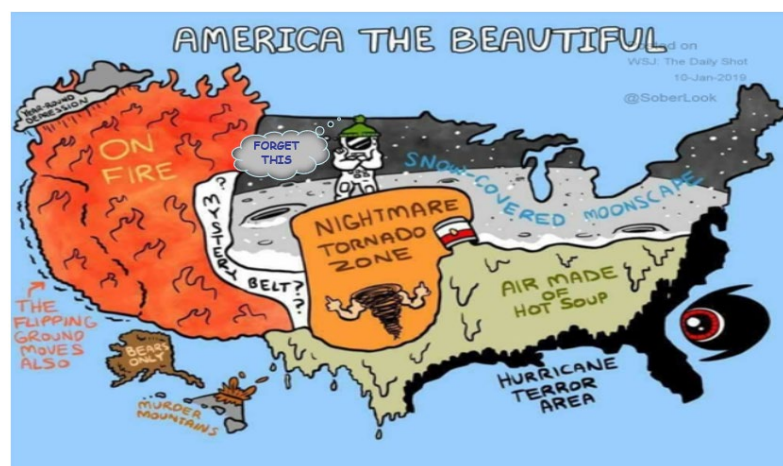 AMERICA THE BEAUTIFUL
on
WSJ: The Daily Shot
10-Jan-2019
@SoberLook
YEAR-ROUND
DEPRESSION
ON
FIRE
FORGET
THIS
SNOW-COVERED MOONSCAPE
? MYSTERY BELT? ? ?
NIGHTMARE
TORNADO
ZONE
AIR MADE
OF
HOT SOUP
THE
FLIPPING
GROUND
MOVES
ALSO
BEARS
ONLY
MURDER
MOUNTAINS
HURRICANE
TERROR
AREA